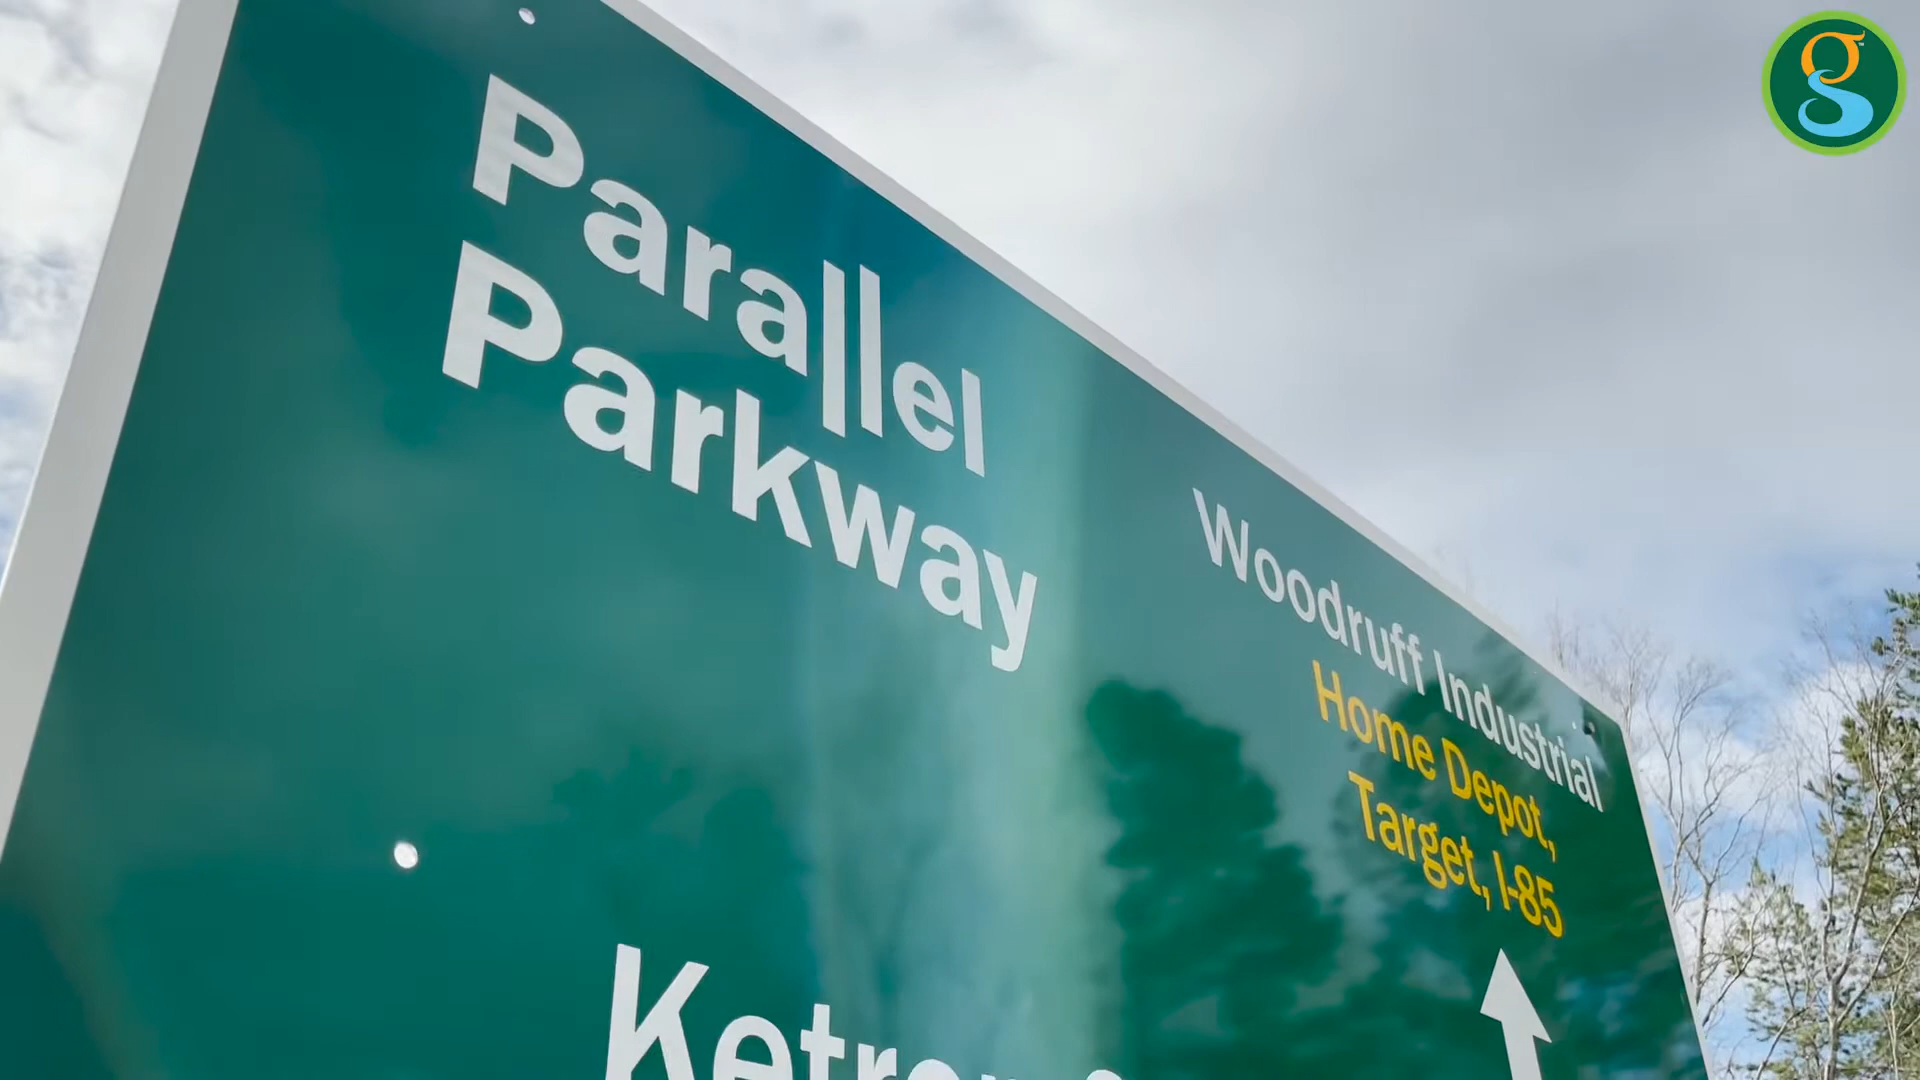 Parallel
Parkway
Woodruff Industrial
Home Depot,
Target, I-85
g